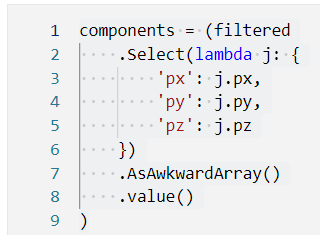 1 components = (filtered
2     .Select(lambda j: {
3         'px': j.px,
4         'py': j.py,
5         'pz': j.pz
6     })
7     .AsAwkwardArray()
8     .value()
9 )